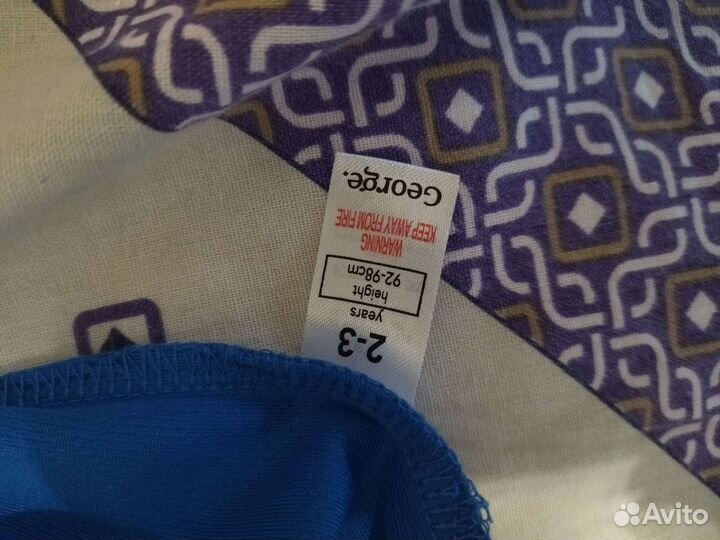 George.
WARNING
KEEP AWAY FROM FIRE
height
92-98cm
years
2-3
Avito